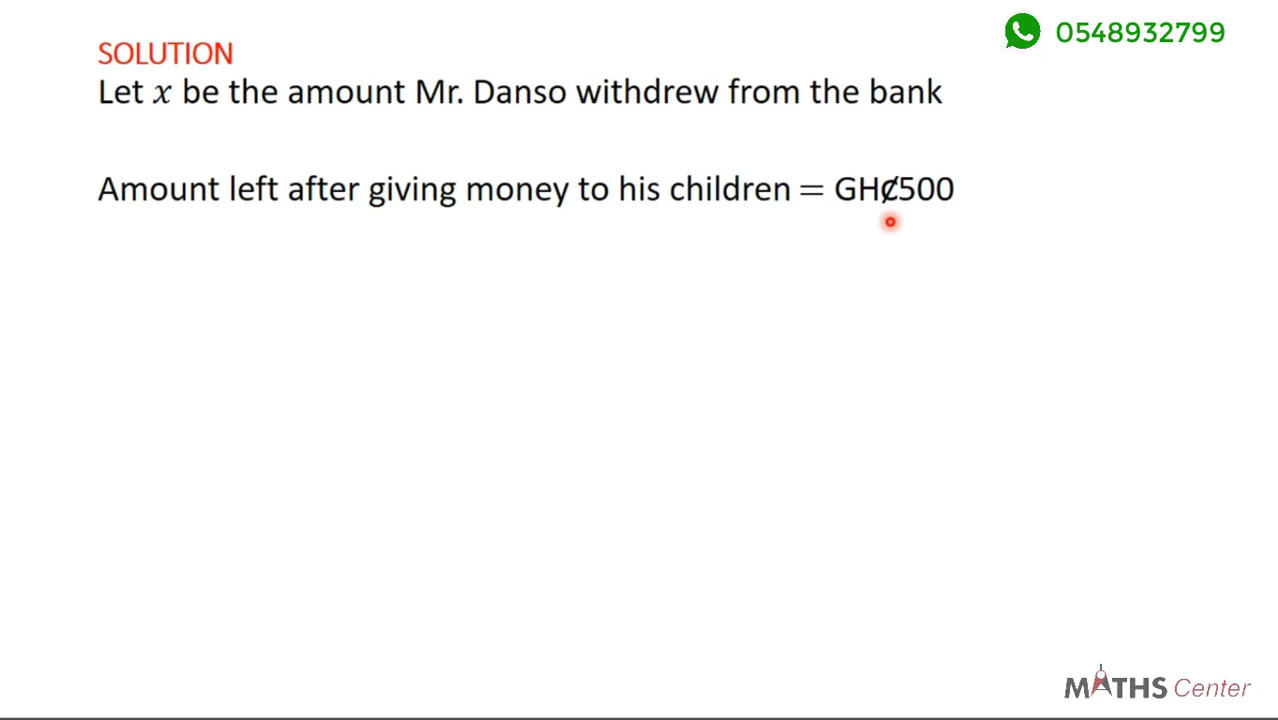 0548932799
SOLUTION
Let x be the amount Mr. Danso withdrew from the bank
Amount left after giving money to his children = GH₵500
MATHS Center